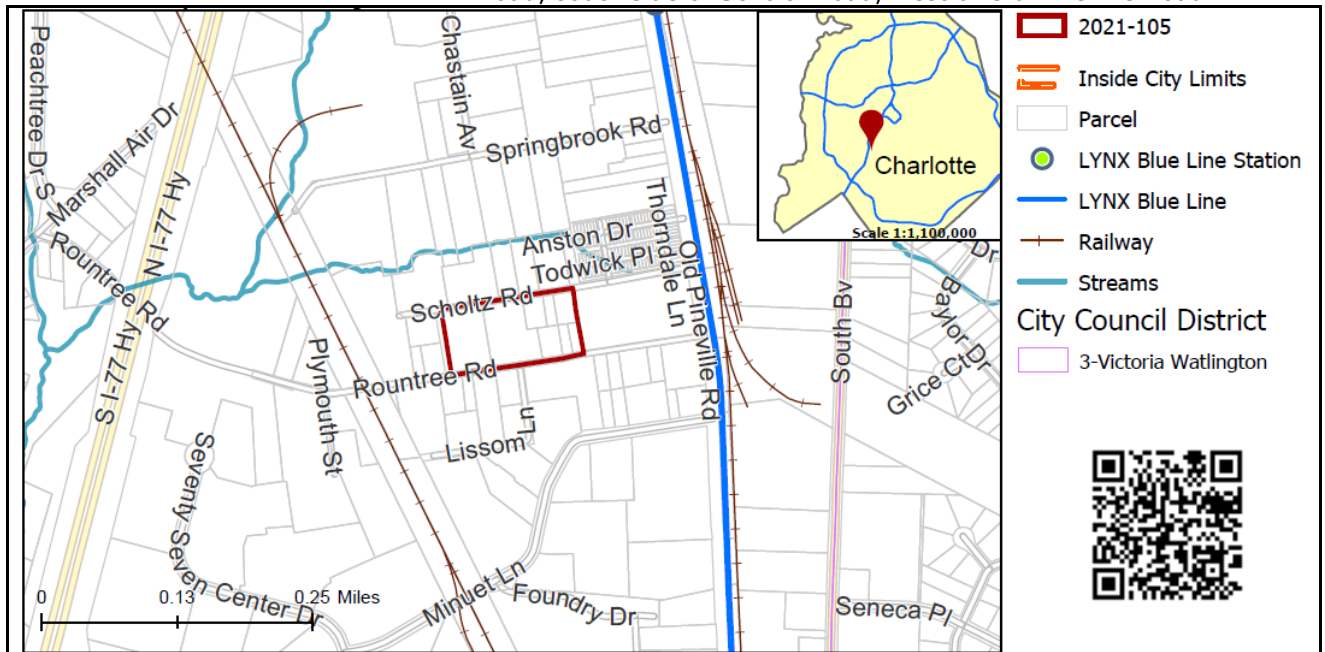 Peachtree Dr S
Marshall Air Dr
Rountree Rd
N I-77 Hy
S I-77 Hy
Chastain Av
Springbrook Rd
Thorndale Ln
Anston Dr
Todwick Pl
Old Pineville Rd
Scholtz Rd
Rountree Rd
Plymouth St
Lissom
Ln
Seventy Seven Center Dr
Minuet Ln
Foundry Dr
South Bv
Dr
Baylor Dr
Grice Ct
Seneca Pl
0 0.13 0.25 Miles
Charlotte
Scale 1:1,100,000
2021-105
Inside City Limits
Parcel
LYNX Blue Line Station
LYNX Blue Line
Railway
Streams
City Council District
3-Victoria Watlington